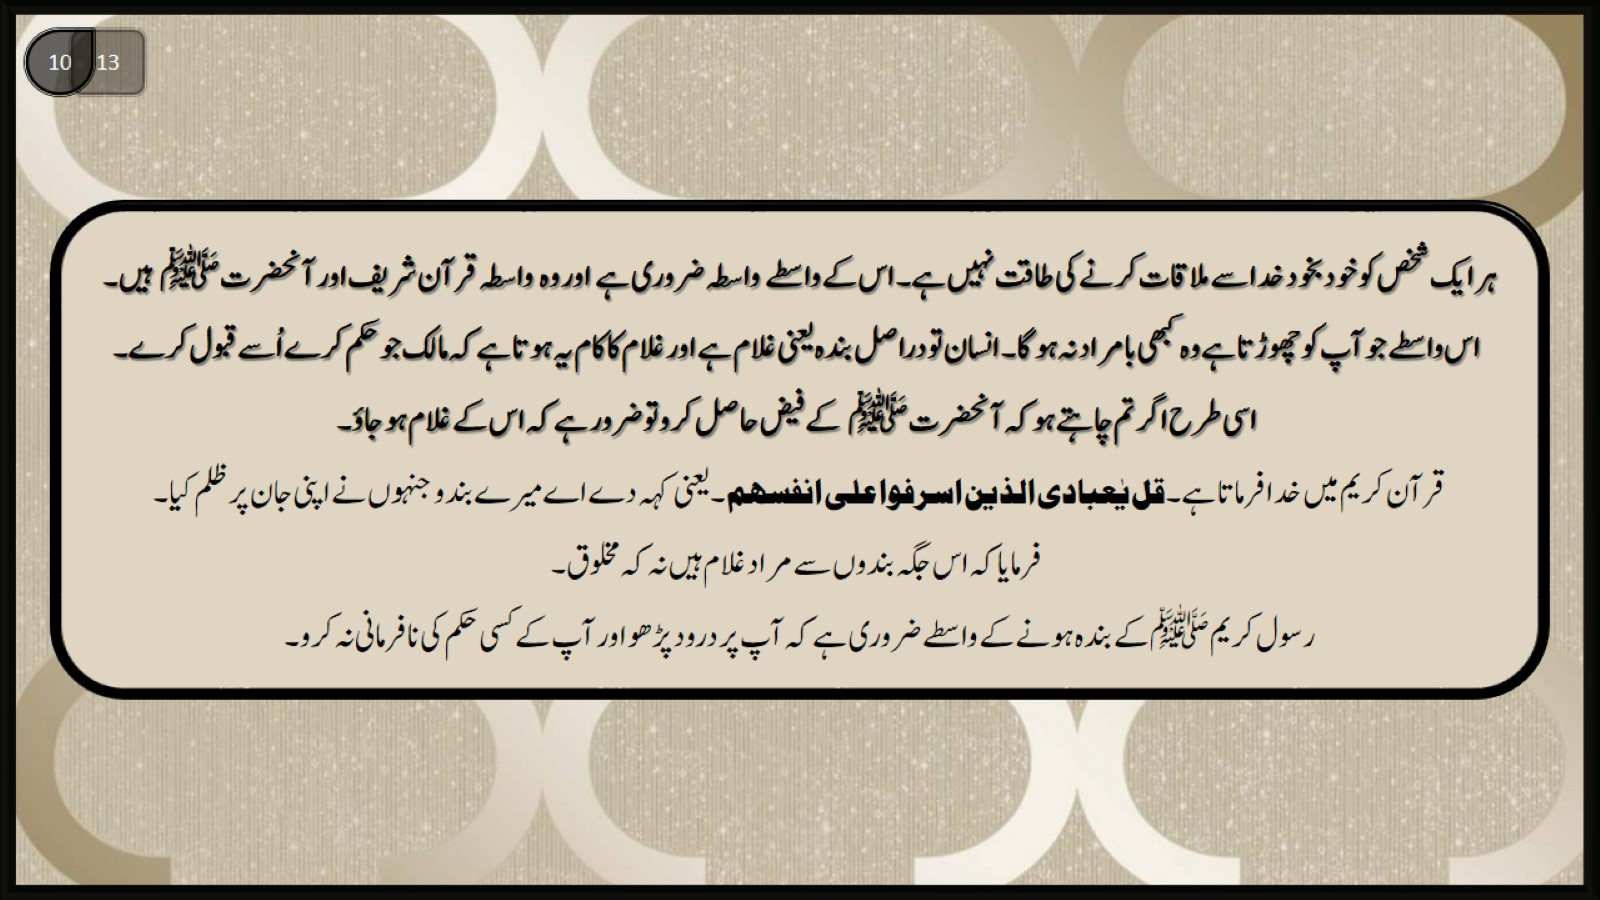 10 13
ہر ایک شخص کو خود بخود خدا سے ملاقات کرنے کی طاقت نہیں ہے۔ اس کے واسطے واسطہ ضروری ہے اور وہ واسطہ قرآن شریف اور آنحضرت ﷺ ہیں۔
اس واسطے جو آپ کو چھوڑتا ہے وہ کبھی بامراد نہ ہو گا۔ انسان تو دراصل بندہ یعنی غلام ہے اور غلام کا کام یہ ہوتا ہے کہ مالک جو حکم کرے اُسے قبول کرے۔
اسی طرح اگر تم چاہتے ہو کہ آنحضرت ﷺ کے فیض حاصل کرو تو ضرور ہے کہ اس کے غلام ہو جاؤ۔
قرآن کریم میں خدا فرماتا ہے۔ قل یٰعبادی الذین اسرفوا علی انفسھم۔ یعنی کہہ دے اے میرے بندو جنہوں نے اپنی جان پر ظلم کیا۔
فرمایا کہ اس جگہ بندوں سے مراد غلام ہیں نہ کہ مخلوق۔
رسول کریم ﷺ کے بندہ ہونے کے واسطے ضروری ہے کہ آپ پر درود پڑھو اور آپ کے کسی حکم کی نافرمانی نہ کرو۔